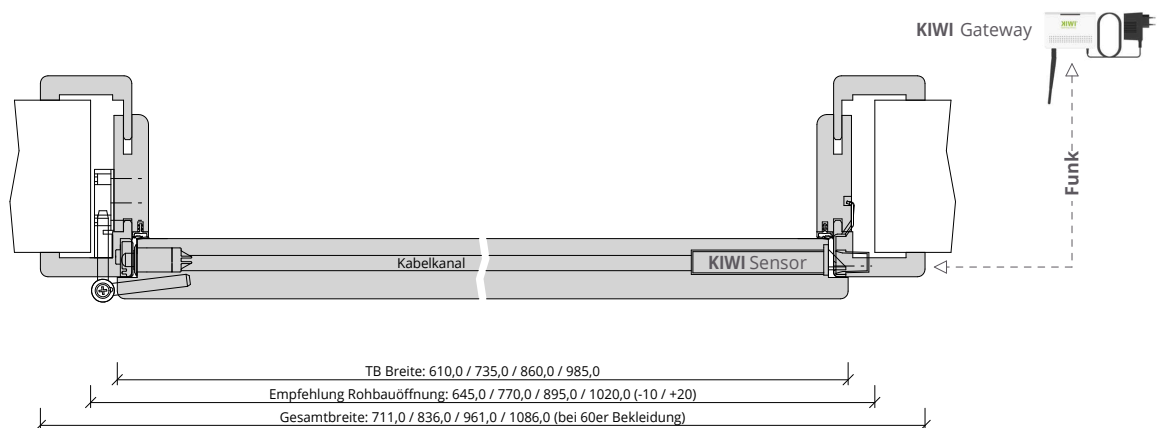 KIWI Gateway
KIWI
Funk
Kabelkanal
KIWI Sensor
TB Breite: 610,0 / 735,0 / 860,0 / 985,0
Empfehlung Rohbauöffnung: 645,0 / 770,0 / 895,0 / 1020,0 (-10 / +20)
Gesamtbreite: 711,0 / 836,0 / 961,0 / 1086,0 (bei 60er Bekleidung)